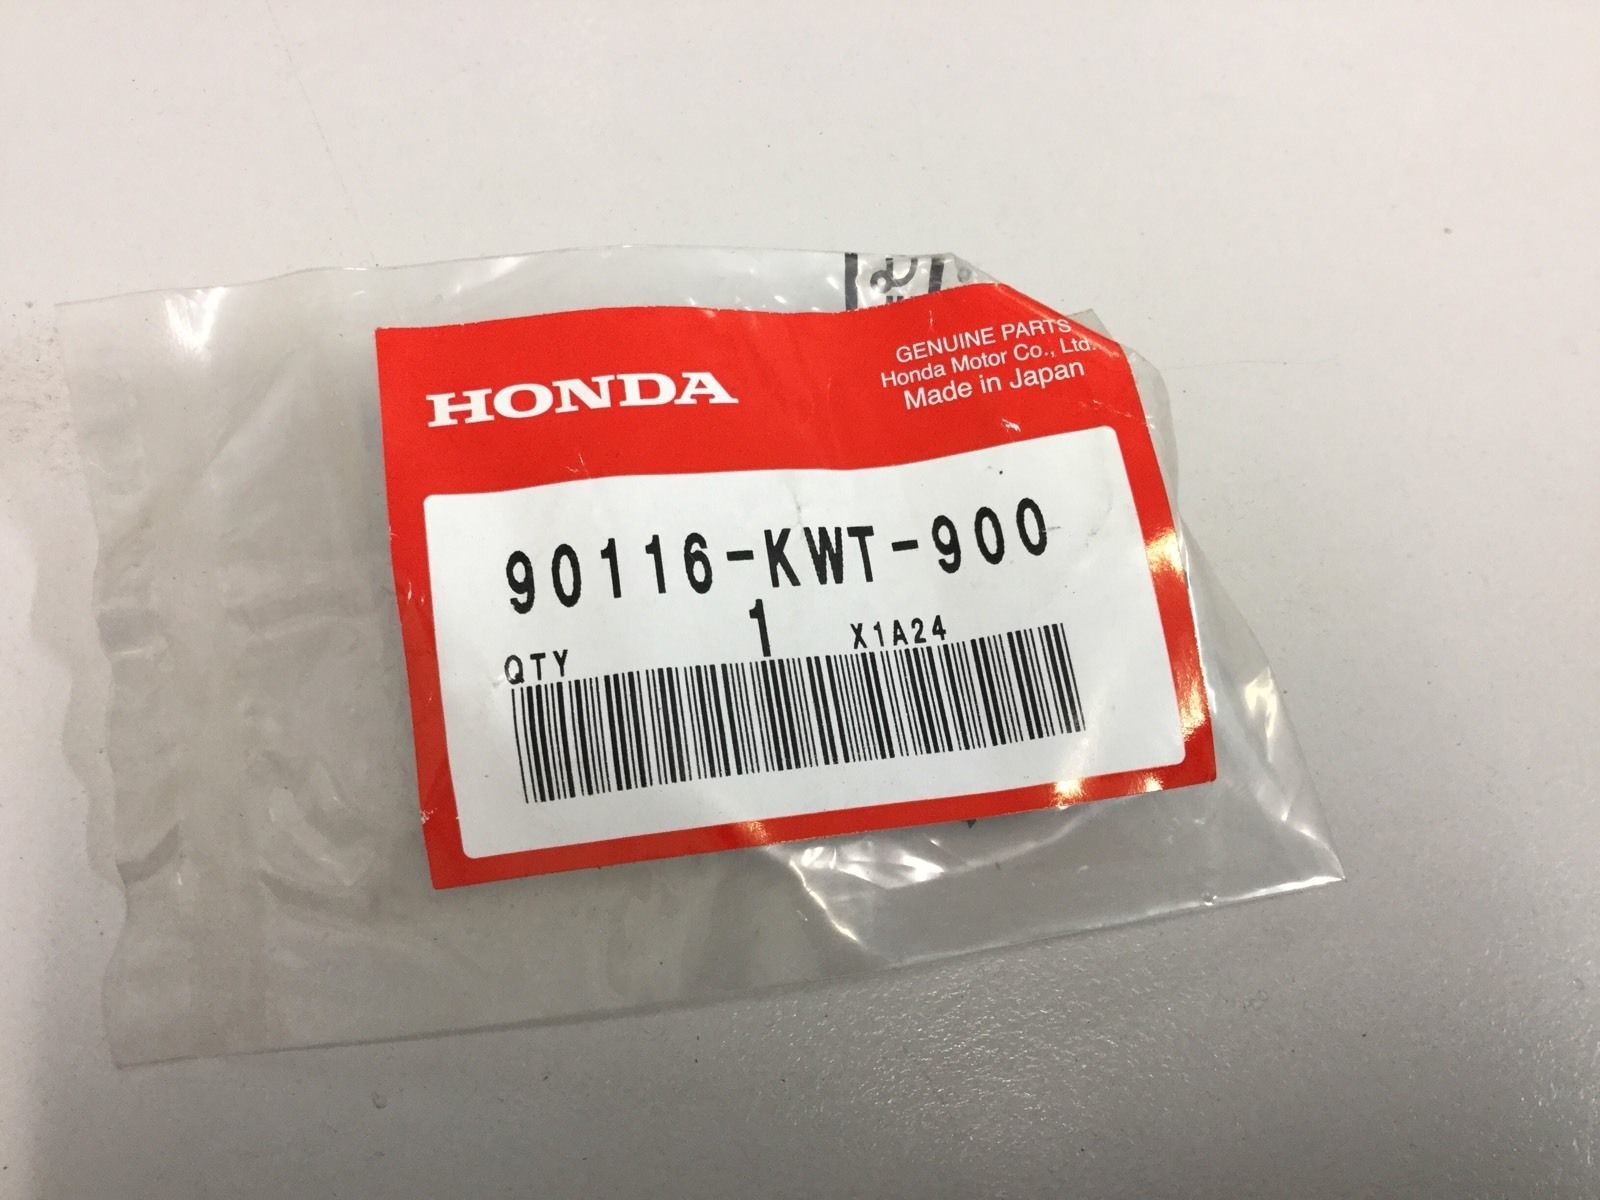 HONDA
GENUINE PARTS
Honda Motor Co., Ltd.
Made in Japan
90116-KWT-900
QTY 1 X1A24